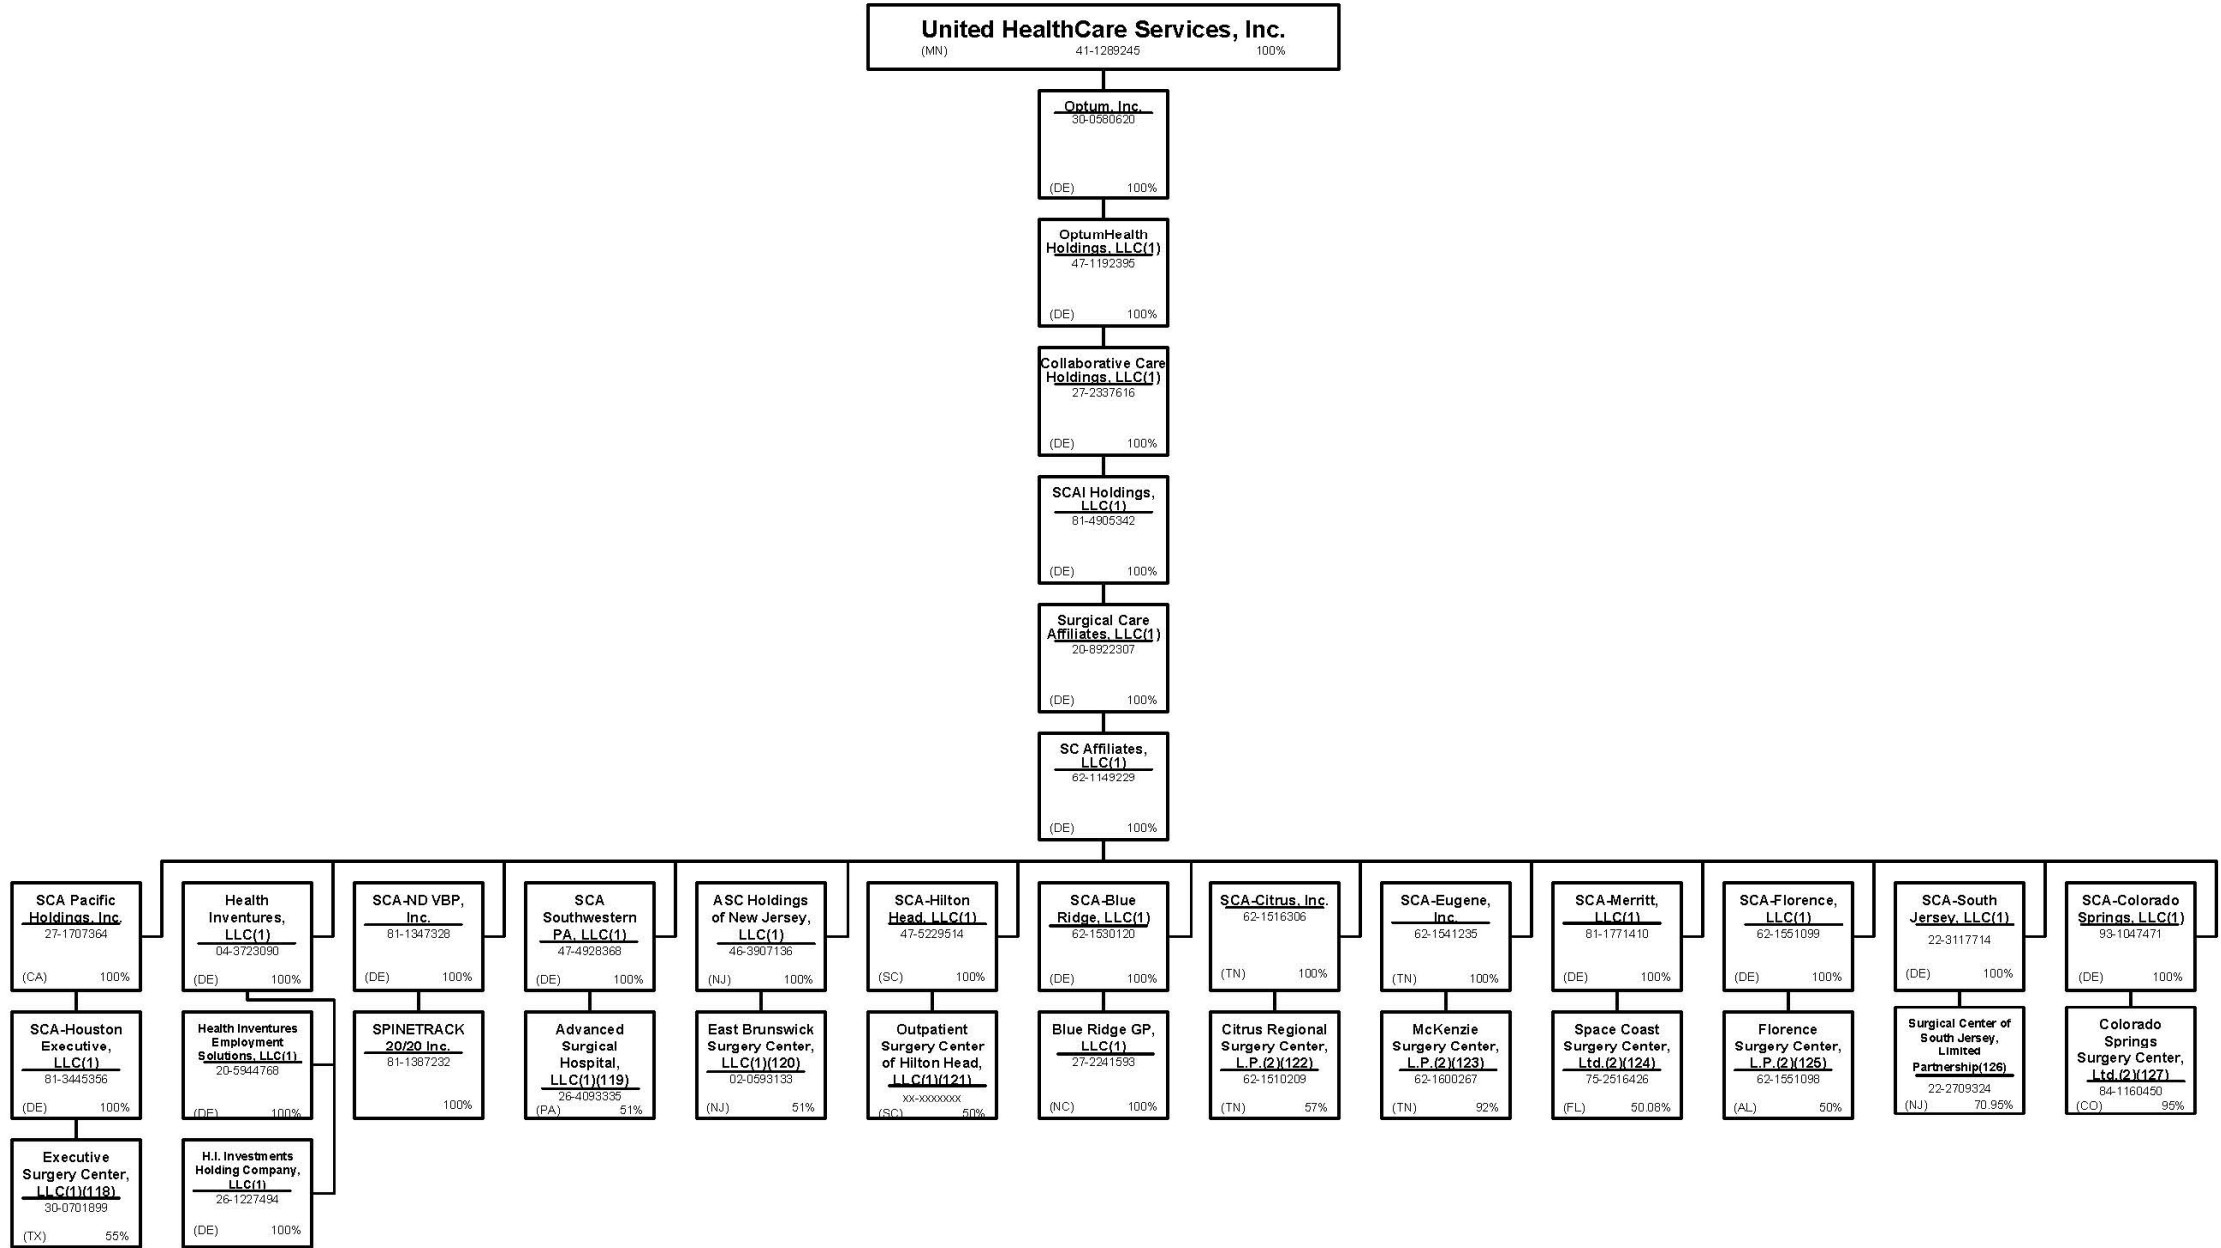 United HealthCare Services, Inc.
(MN) 41-1289245 100%
Optum, Inc.
30-0580620
(DE) 100%
OptumHealth
Holdings, LLC(1)
47-1192395
(DE) 100%
Collaborative Care
Holdings, LLC(1)
27-2337616
(DE) 100%
SCAI Holdings,
LLC(1)
81-4905342
(DE) 100%
Surgical Care
Affiliates, LLC(1)
20-8922307
(DE) 100%
SC Affiliates,
LLC(1)
62-1149229
(DE) 100%
SCA Pacific
Holdings, Inc.
27-1707364
(CA) 100%
Health
Inventures,
LLC(1)
04-3723090
(DE) 100%
SCA-ND VBP,
Inc.
81-1347328
(DE) 100%
SCA
Southwestern
PA, LLC(1)
47-4928368
(DE) 100%
ASC Holdings
of New Jersey,
LLC(1)
46-3907136
(NJ) 100%
SCA-Hilton
Head, LLC(1)
47-5229514
(SC) 100%
SCA-Blue
Ridge, LLC(1)
62-1530120
(DE) 100%
SCA-Citrus, Inc.
62-1516306
(TN) 100%
SCA-Eugene,
Inc.
62-1541235
(TN) 100%
SCA-Merritt,
LLC(1)
81-1771410
(DE) 100%
SCA-Florence,
LLC(1)
62-1551099
(DE) 100%
SCA-South
Jersey, LLC(1)
22-3117714
(DE) 100%
SCA-Colorado
Springs, LLC(1)
93-1047471
(DE) 100%
SCA-Houston
Executive,
LLC(1)
81-3445356
(DE) 100%
Health Inventures
Employment
Solutions, LLC(1)
20-5944768
(DE) 100%
SPINETRACK
20/20 Inc.
81-1387232
100%
Advanced
Surgical
Hospital,
LLC(1)(119)
26-4093335
(PA) 51%
East Brunswick
Surgery Center,
LLC(1)(120)
02-0593133
(NJ) 51%
Outpatient
Surgery Center
of Hilton Head,
LLC(1)(121)
xx-xxxxxxx
(SC) 50%
Blue Ridge GP,
LLC(1)
27-2241593
(NC) 100%
Citrus Regional
Surgery Center,
L.P.(2)(122)
62-1510209
(TN) 57%
McKenzie
Surgery Center,
L.P.(2)(123)
62-1600267
(TN) 92%
Space Coast
Surgery Center,
Ltd.(2)(124)
75-2516426
(FL) 50.08%
Florence
Surgery Center,
L.P.(2)(125)
62-1551098
(AL) 50%
Surgical Center of
South Jersey,
Limited
Partnership(126)
22-2709324
(NJ) 70.95%
Colorado
Springs
Surgery Center,
Ltd.(2)(127)
84-1160450
(CO) 95%
Executive
Surgery Center,
LLC(1)(118)
30-0701899
(TX) 55%
H.I. Investments
Holding Company,
LLC(1)
26-1227494
(DE) 100%